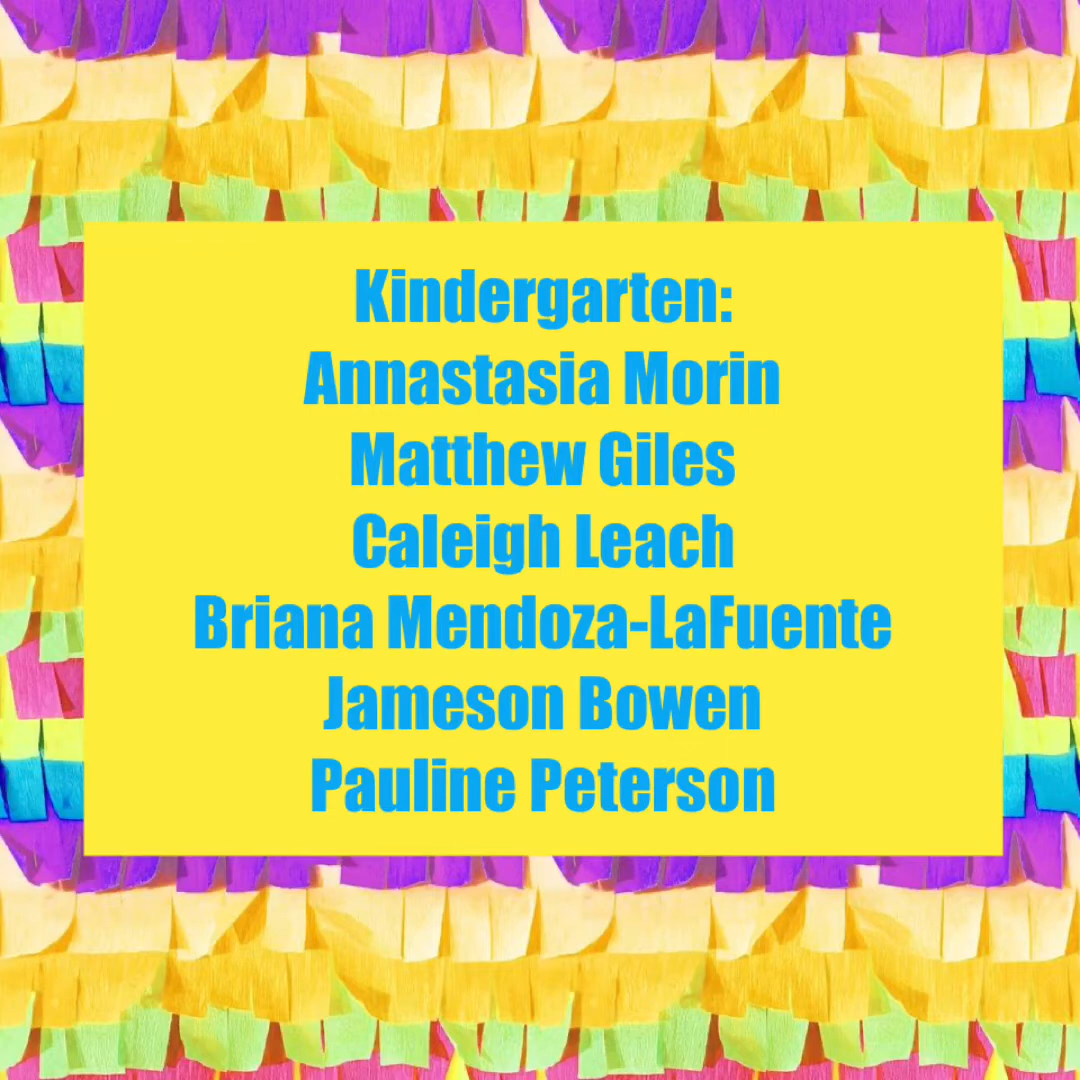 Kindergarten:
Annastasia Morin
Matthew Giles
Caleigh Leach
Briana Mendoza-LaFuente
Jameson Bowen
Pauline Peterson